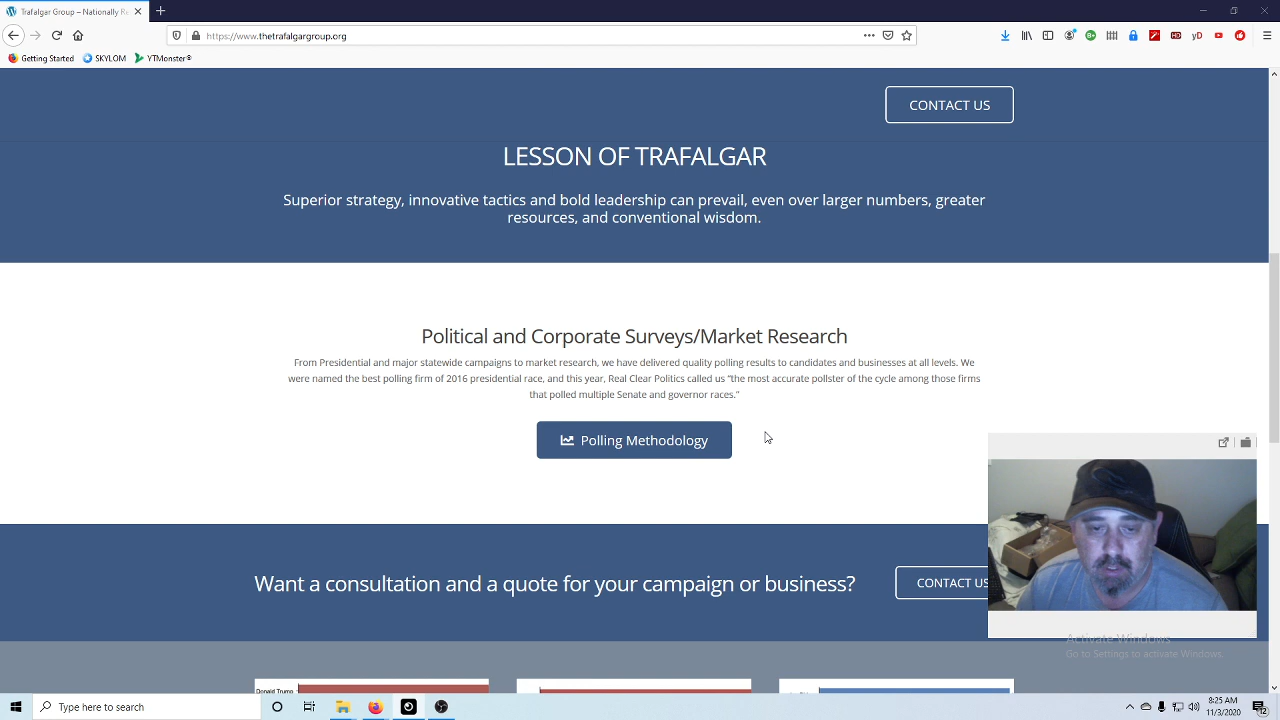 Trafalgar Group – Nationally Re
https://www.thetrafalgargroup.org
Getting Started
SKYLOM
YTMonster®
CONTACT US
LESSON OF TRAFALGAR
Superior strategy, innovative tactics and bold leadership can prevail, even over larger numbers, greater
resources, and conventional wisdom.
Political and Corporate Surveys/Market Research
From Presidential and major statewide campaigns to market research, we have delivered quality polling results to candidates and businesses at all levels. We
were named the best polling firm of 2016 presidential race, and this year, Real Clear Politics called us “the most accurate pollster of the cycle among those firms
that polled multiple Senate and governor races.”
Polling Methodology
Want a consultation and a quote for your campaign or business?
CONTACT US
Activate Windows
Go to Settings to activate Windows.
Donald Trump
Type here to search
8:25 AM
11/3/2020